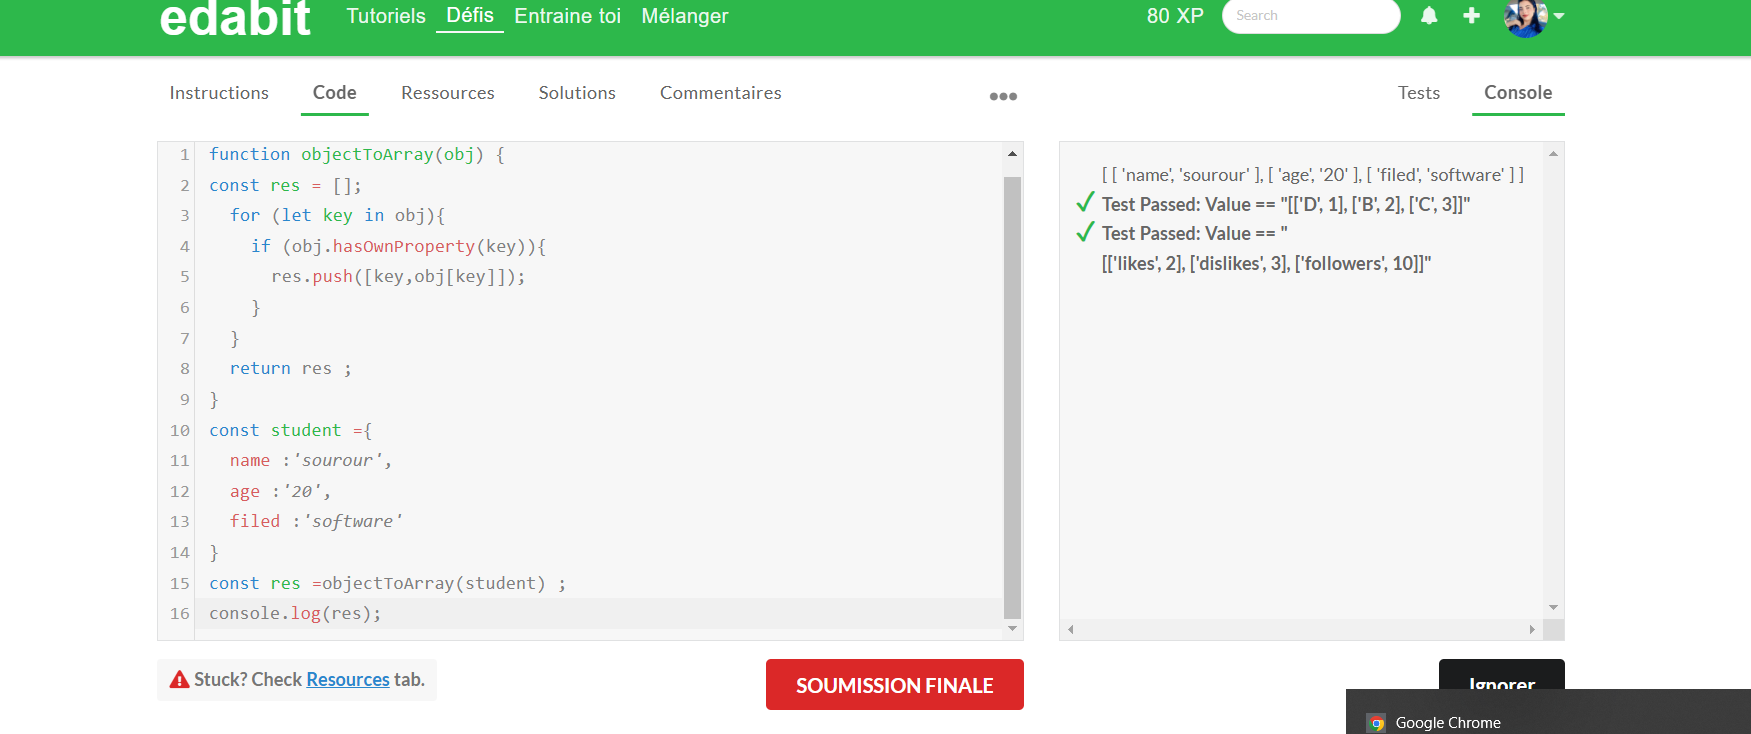 edabit Tutoriels Défis Entraine toi Mélanger 80 XP Search
Instructions Code Ressources Solutions Commentaires Tests Console
1 function objectToArray(obj) {
2 const res = [];
3 for (let key in obj){
4 if (obj.hasOwnProperty(key)){
5 res.push([key,obj[key]]);
6 }
7 }
8 return res ;
9 }
10 const student ={
11 name :'sourour',
12 age :'20',
13 filed :'software'
14 }
15 const res =objectToArray(student) ;
16 console.log(res);
[ [ 'name', 'sourour' ], [ 'age', '20' ], [ 'filed', 'software' ] ]
Test Passed: Value == "[['D', 1], ['B', 2], ['C', 3]]"
Test Passed: Value == "
[['likes', 2], ['dislikes', 3], ['followers', 10]]"
Stuck? Check Resources tab.
SOUMISSION FINALE
Ignorer
Google Chrome